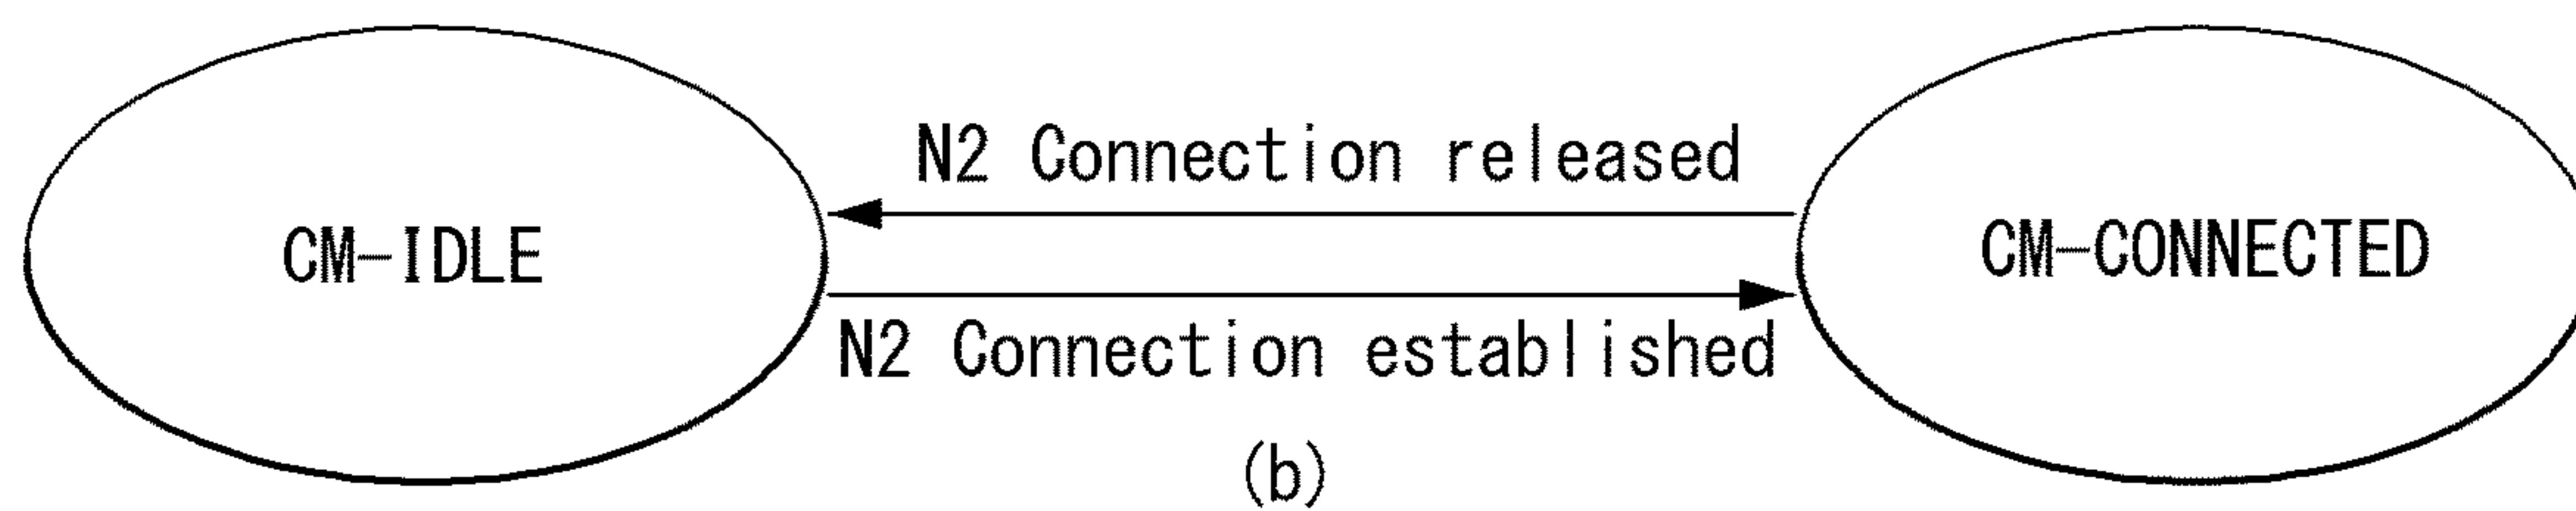 N2 Connection released
CM-IDLE
CM-CONNECTED
N2 Connection established
(b)